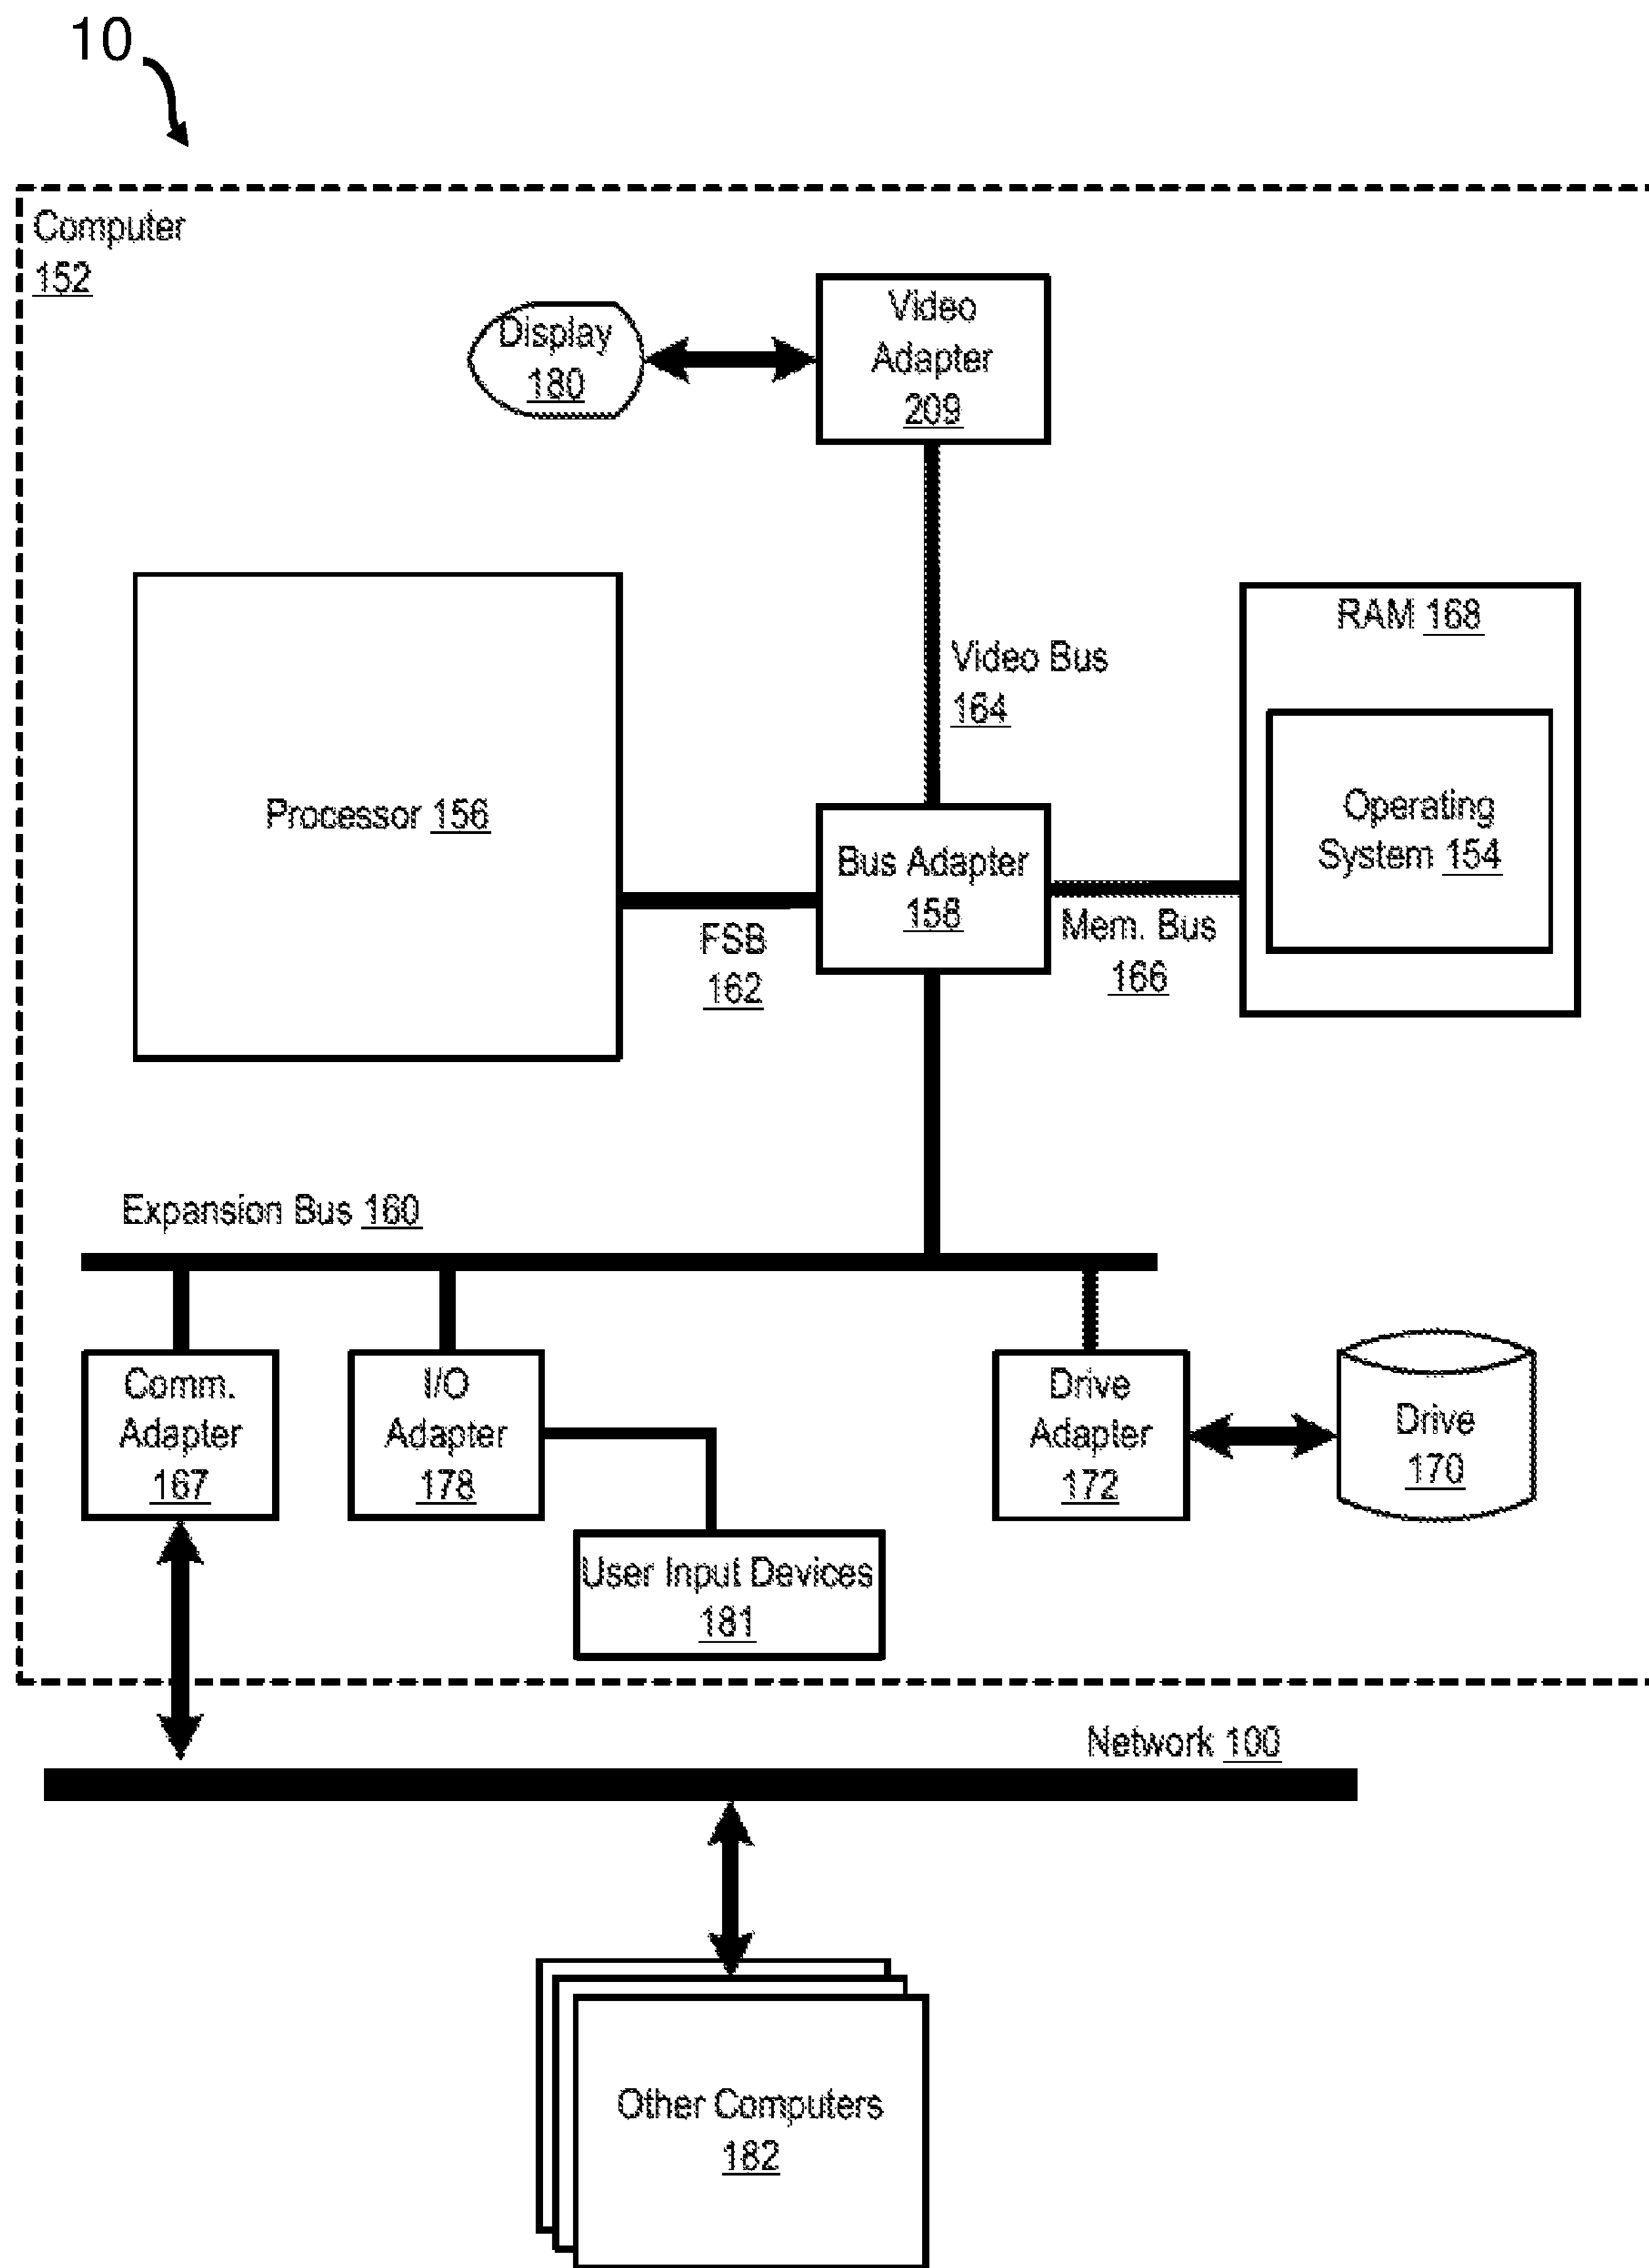 10
Computer
152
Display
180
Video
Adapter
209
Video Bus
164
RAM 168
Operating
System 154
Processor 156
Bus Adapter
158
FSB
162
Mem. Bus
166
Expansion Bus 160
Comm.
Adapter
167
I/O
Adapter
178
Drive
Adapter
172
Drive
170
User Input Devices
181
Network 100
Other Computers
182